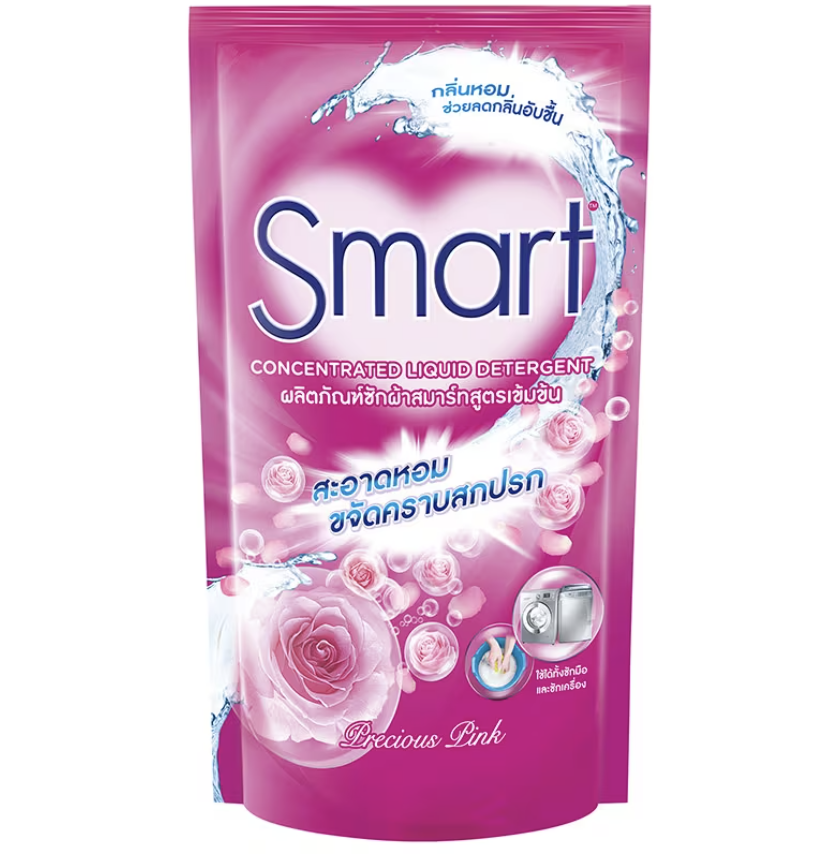 กลิ่นหอม
ช่วยลดกลิ่นอับชื้น
Smart™
CONCENTRATED LIQUID DETERGENT
ผลิตภัณฑ์ซักผ้าสมาร์ทสูตรเข้มข้น
สะอาดหอม
ขจัดคราบสกปรก
ใช้ได้ทั้งซักมือ
และซักเครื่อง
Precious Pink